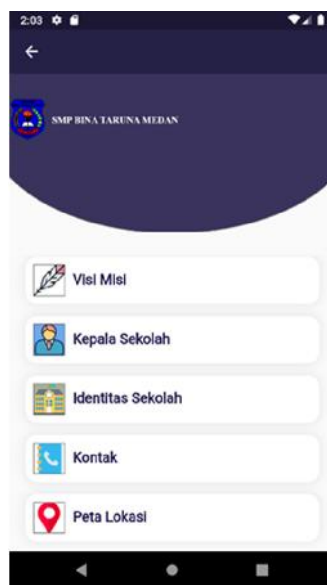 2:03
SMP BINA TARUNA MEDAN
Visi Misi
Kepala Sekolah
Identitas Sekolah
Kontak
Peta Lokasi